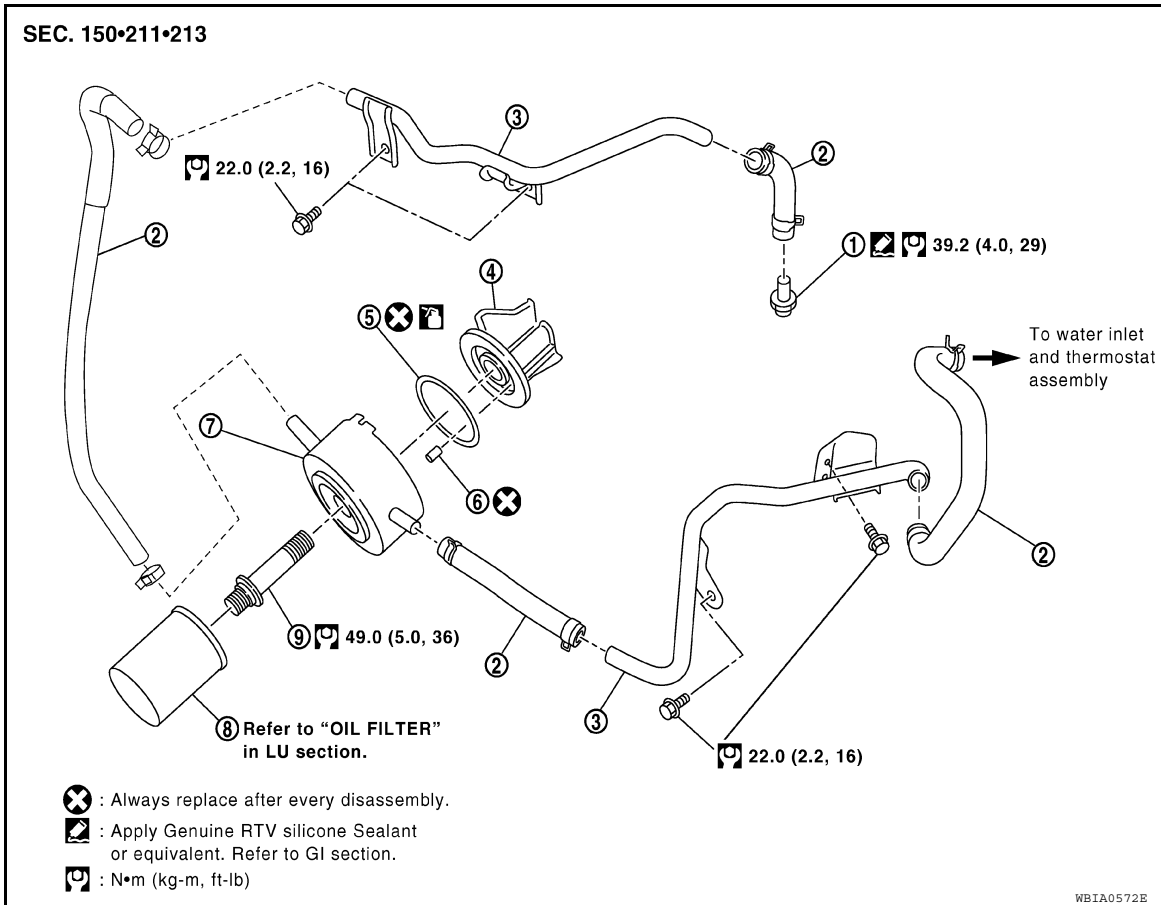 SEC. 150•211•213
③
②
22.0 (2.2, 16)
②
① 39.2 (4.0, 29)
④
⑤
To water inlet
and thermostat
assembly
⑦
⑥
②
⑨ 49.0 (5.0, 36)
②
③
⑧ Refer to “OIL FILTER”
in LU section.
22.0 (2.2, 16)
: Always replace after every disassembly.
: Apply Genuine RTV silicone Sealant
or equivalent. Refer to GI section.
: N•m (kg-m, ft-lb)
WBIA0572E